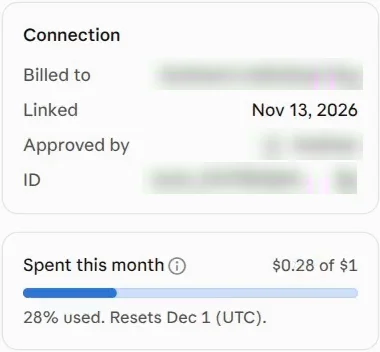 Connection
Billed to
Linked Nov 13, 2026
Approved by
ID
Spent this month $0.28 of $1
28% used. Resets Dec 1 (UTC).